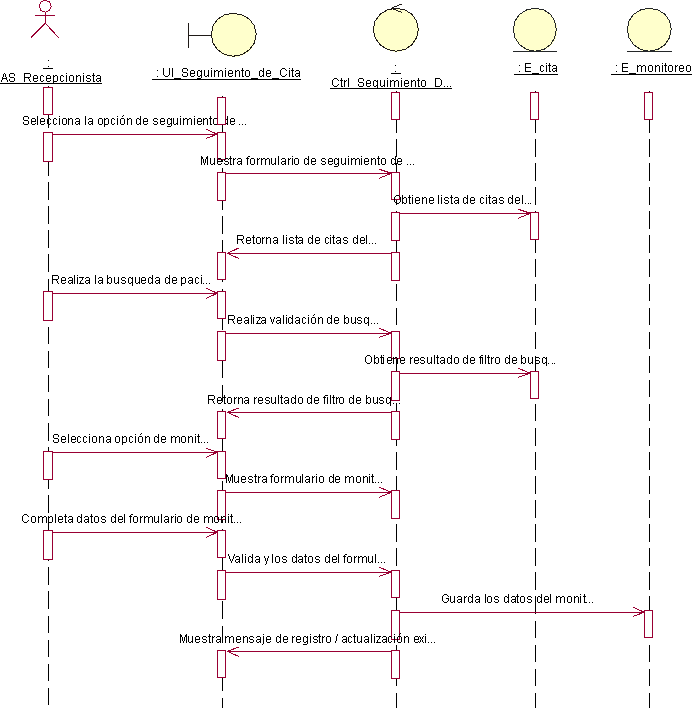 :
AS_Recepcionista
: UI_Seguimiento_de_Cita
:
Ctrl_Seguimiento_D...
: E_cita
: E_monitoreo
Selecciona la opción de seguimiento de ...
Muestra formulario de seguimiento de ...
Obtiene lista de citas del...
Retorna lista de citas del...
Realiza la busqueda de paci...
Realiza validación de busq...
Obtiene resultado de filtro de busq...
Retorna resultado de filtro de busq...
Selecciona opción de monit...
Muestra formulario de monit...
Completa datos del formulario de monit...
Valida y los datos del formul...
Guarda los datos del monit...
Muestra mensaje de registro / actualización exi...